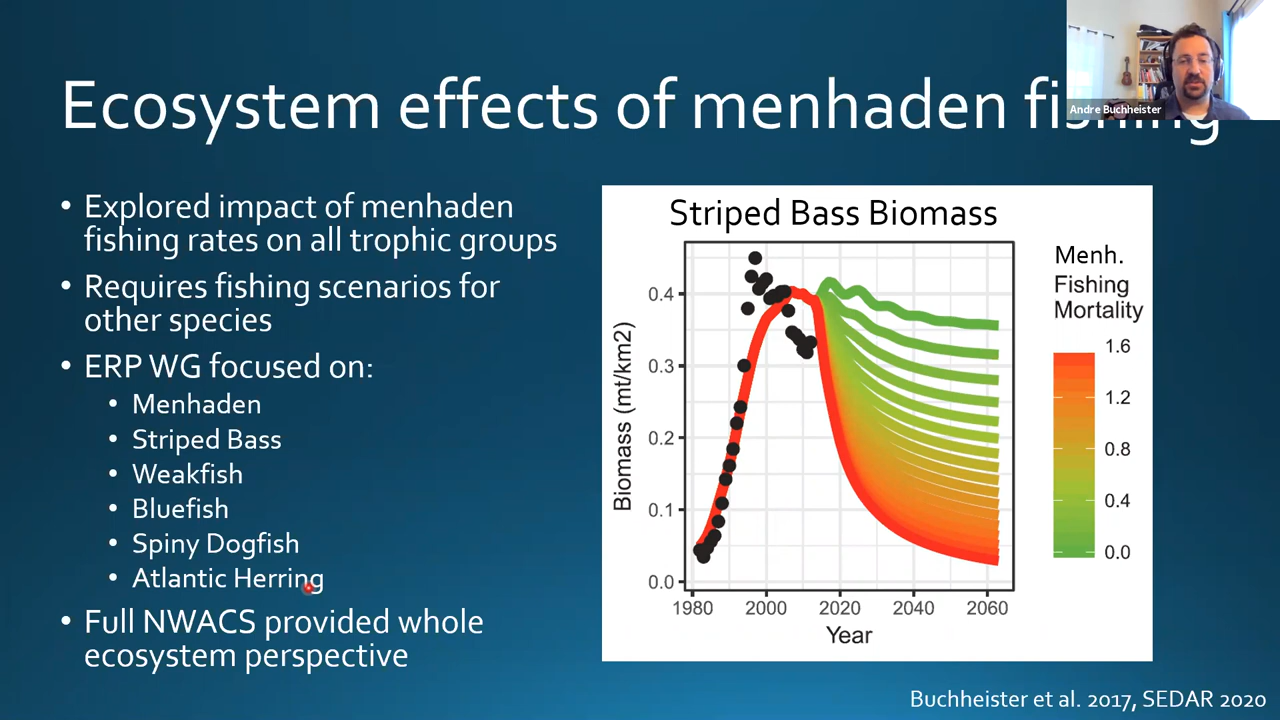 Ecosystem effects of menhaden fishing
Andre Buchheister
• Explored impact of menhaden
fishing rates on all trophic groups
• Requires fishing scenarios for
other species
• ERP WG focused on:
• Menhaden
• Striped Bass
• Weakfish
• Bluefish
• Spiny Dogfish
• Atlantic Herring
• Full NWACS provided whole
ecosystem perspective
Striped Bass Biomass
Biomass (mt/km2)
0.4
0.3
0.2
0.1
0.0
1980 2000 2020 2040 2060
Year
Menh.
Fishing
Mortality
1.6
1.2
0.8
0.4
0.0
Buchheister et al. 2017, SEDAR 2020